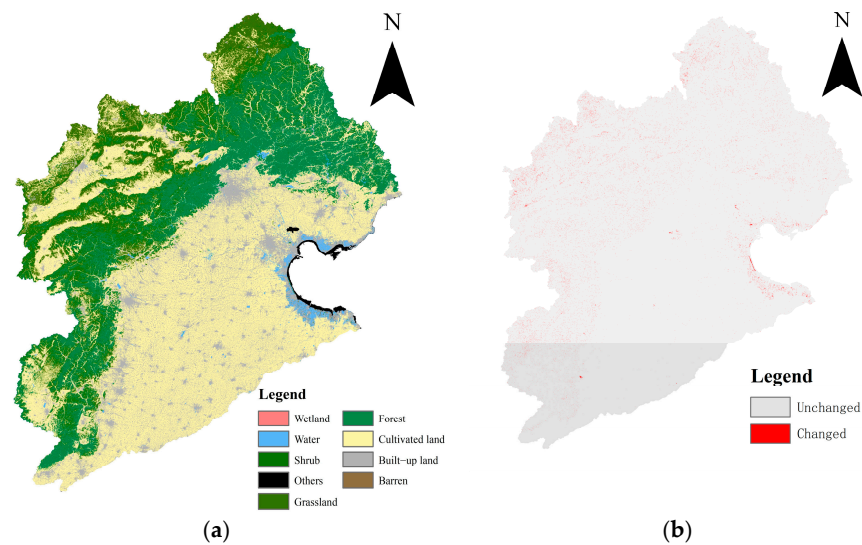 N
N
Legend
Wetland
Forest
Water
Cultivated land
Shrub
Built-up land
Others
Barren
Grassland
Legend
Unchanged
Changed
(a)
(b)